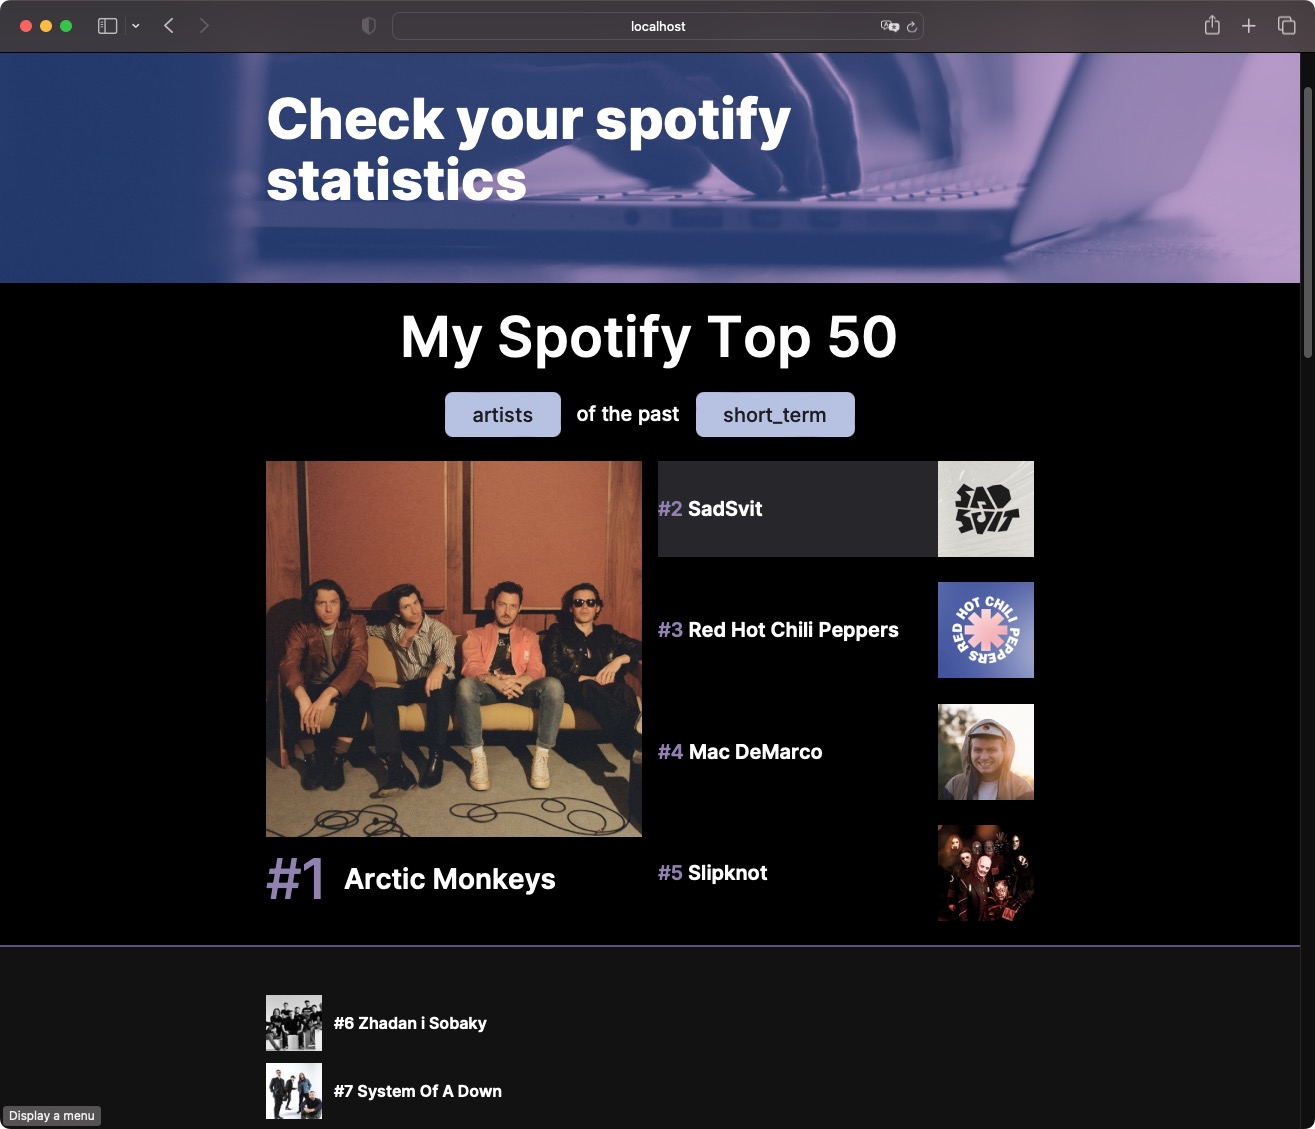 localhost
Check your spotify
statistics
My Spotify Top 50
artists of the past short_term
#2 SadSvit
SAD
SVIT
#3 Red Hot Chili Peppers
RED HOT CHILI PEPPERS
#4 Mac DeMarco
#5 Slipknot
#1 Arctic Monkeys
#6 Zhadan i Sobaky
#7 System Of A Down
Display a menu